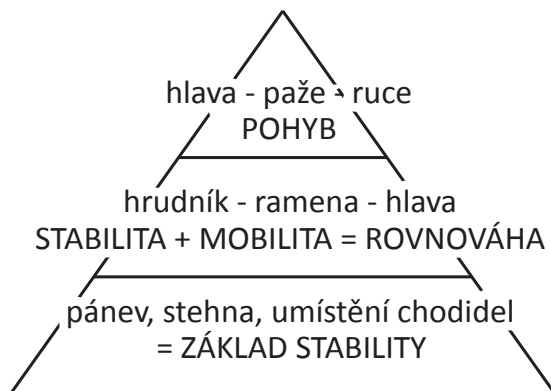 hlava - paže - ruce
POHYB
hrudník - ramena - hlava
STABILITA + MOBILITA = ROVNOVÁHA
pánev, stehna, umístění chodidel
= ZÁKLAD STABILITY